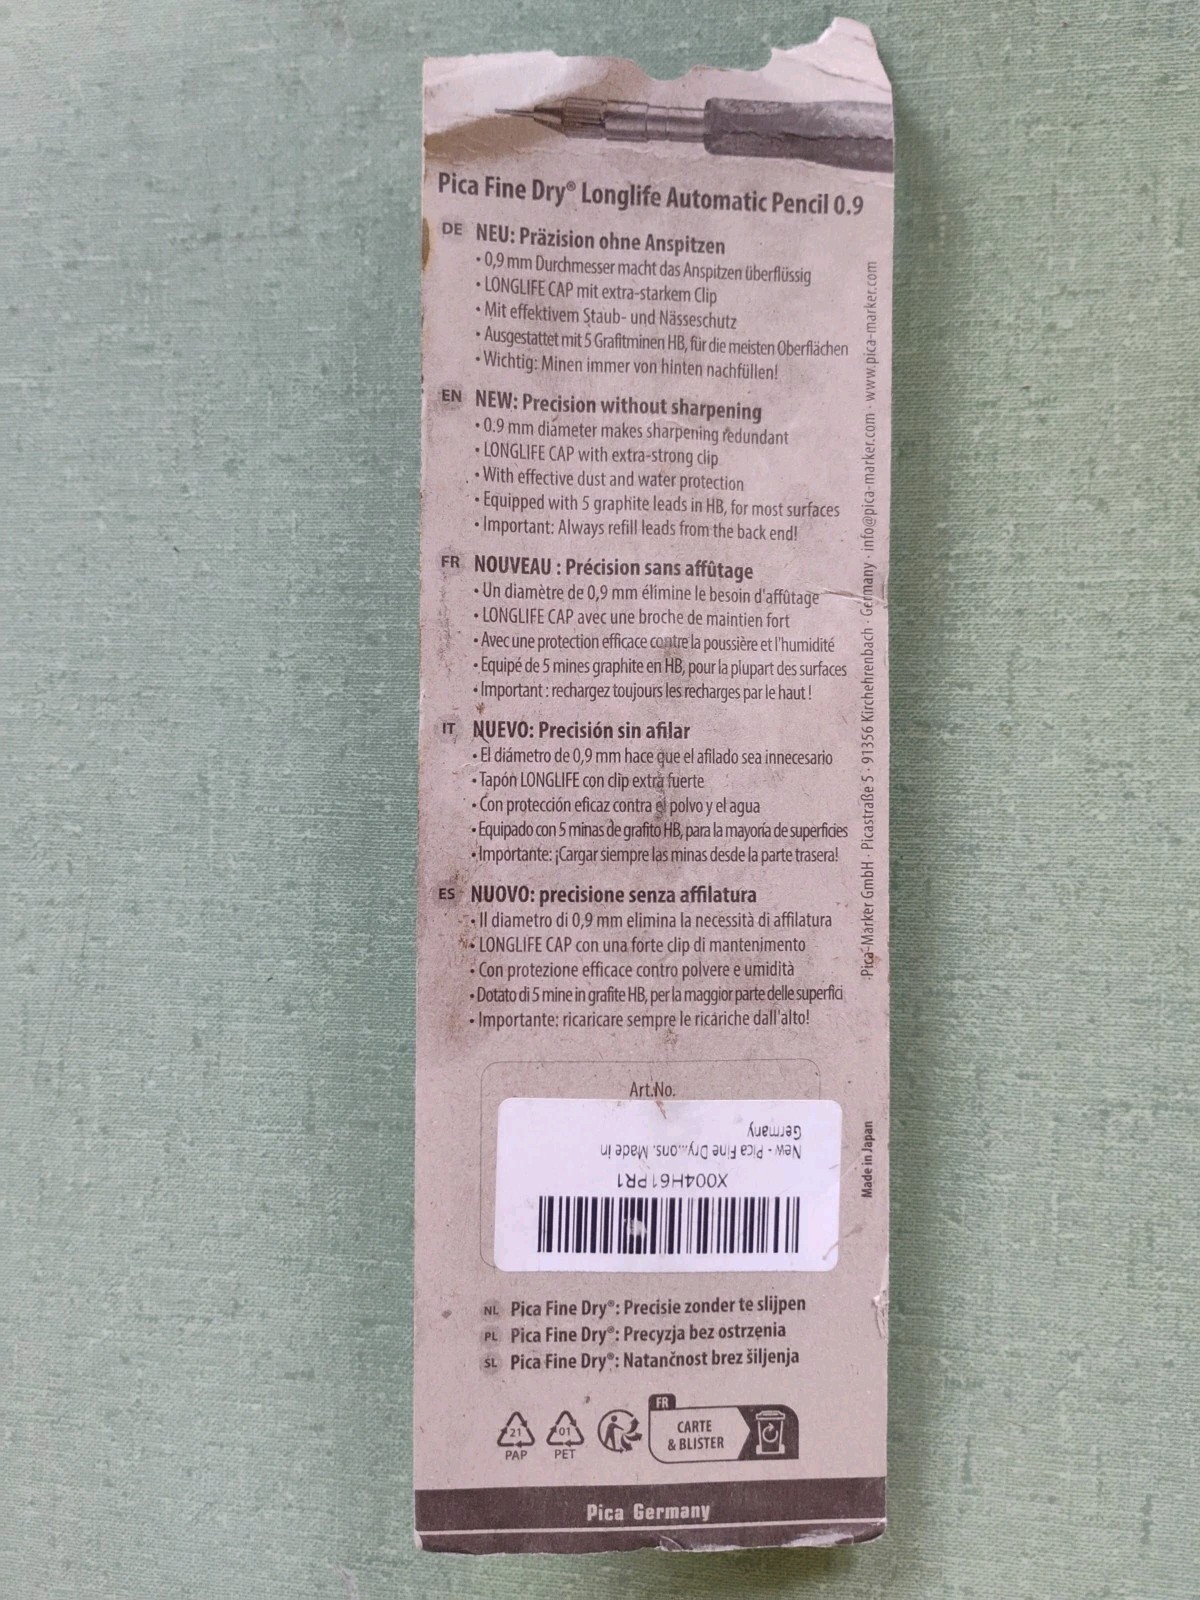 Pica Fine Dry® Longlife Automatic Pencil 0.9
DE NEU: Präzision ohne Anspitzen
• 0,9 mm Durchmesser macht das Anspitzen überflüssig
• LONGLIFE CAP mit extra-starkem Clip
• Mit effektivem Staub- und Nässeschutz
• Ausgestattet mit 5 Grafitminen HB, für die meisten Oberflächen
• Wichtig: Minen immer von hinten nachfüllen!
EN NEW: Precision without sharpening
• 0.9 mm diameter makes sharpening redundant
• LONGLIFE CAP with extra-strong clip
• With effective dust and water protection
• Equipped with 5 graphite leads in HB, for most surfaces
• Important: Always refill leads from the back end!
FR NOUVEAU : Précision sans affûtage
• Un diamètre de 0,9 mm élimine le besoin d'affûtage
• LONGLIFE CAP avec une broche de maintien fort
• Avec une protection efficace contre la poussière et l'humidité
• Equipé de 5 mines graphite en HB, pour la plupart des surfaces
• Important : rechargez toujours les recharges par le haut !
IT NUEVO: Precisión sin afilar
• El diámetro de 0,9 mm hace que el afilado sea innecesario
• Tapón LONGLIFE con clip extra fuerte
• Con protección eficaz contra el polvo y el agua
• Equipado con 5 minas de grafito HB, para la mayoría de superficies
• Importante: ¡Cargar siempre las minas desde la parte trasera!
ES NUOVO: precisione senza affilatura
• Il diametro di 0,9 mm elimina la necessità di affilatura
• LONGLIFE CAP con una forte clip di mantenimento
• Con protezione efficace contro polvere e umidità
• Dotato di 5 mine in grafite HB, per la maggior parte delle superfici
• Importante: ricaricare sempre le ricariche dall'alto!
Pica-Marker GmbH · Picastraße 5 · 91356 Kirchehrenbach · Germany · info@pica-marker.com · www.pica-marker.com
Art.No.
X004H61PR1
New - Pica Fine Dry...ons. Made in
Germany
Made in Japan
NL Pica Fine Dry®: Precisie zonder te slijpen
PL Pica Fine Dry®: Precyzja bez ostrzenia
SL Pica Fine Dry®: Natančnost brez šiljenja
21
PAP
01
PET
FR
CARTE
& BLISTER
Pica Germany